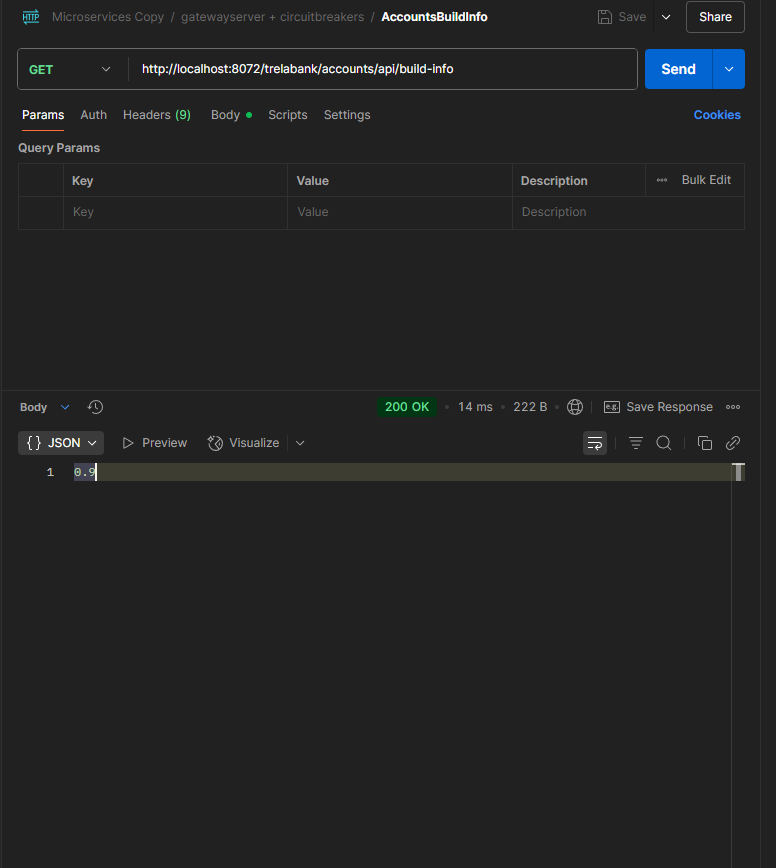 HTTP Microservices Copy / gatewayserver + circuitbreakers / AccountsBuildInfo Save Share
GET http://localhost:8072/trelabank/accounts/api/build-info Send
Params Auth Headers (9) Body Scripts Settings Cookies
Query Params
Key Value Description Bulk Edit
Key Value Description
Body 200 OK 14 ms 222 B e.g. Save Response
{} JSON Preview Visualize
1 0.9